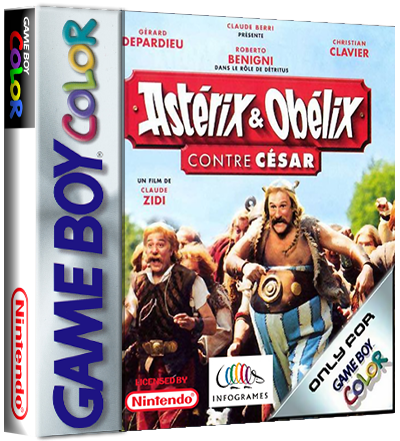 GAME BOY COLOR
Nintendo
GAME BOY COLOR
GÉRARD
DEPARDIEU
CLAUDE BERRI
PRÉSENTE
ROBERTO
BENIGNI
DANS LE RÔLE DE DÉTRITUS
CHRISTIAN
CLAVIER
Astérix & Obélix
CONTRE CÉSAR
UN FILM DE
CLAUDE
ZIDI
LICENSED BY
Nintendo
INFOGRAMES
ONLY FOR
GAME BOY
COLOR